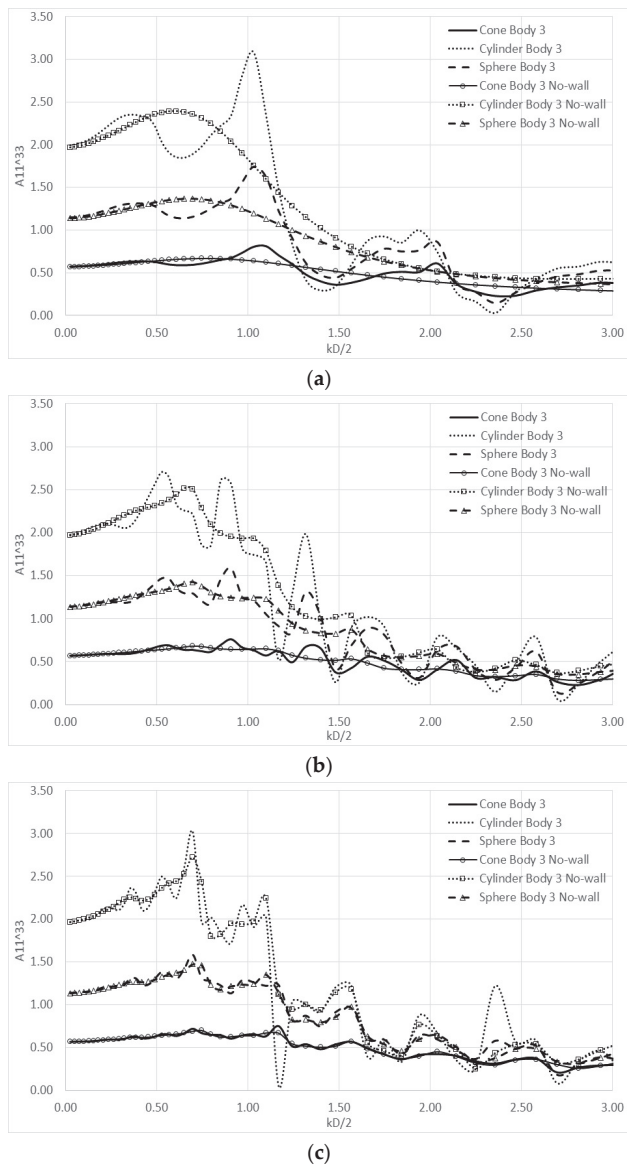 3.50
3.00
2.50
2.00
1.50
1.00
0.50
0.00
A11^33
Cone Body 3
Cylinder Body 3
Sphere Body 3
Cone Body 3 No-wall
Cylinder Body 3 No-wall
Sphere Body 3 No-wall
0.00 0.50 1.00 1.50 2.00 2.50 3.00
kD/2
(a)
3.50
3.00
2.50
2.00
1.50
1.00
0.50
0.00
A11^33
Cone Body 3
Cylinder Body 3
Sphere Body 3
Cone Body 3 No-wall
Cylinder Body 3 No-wall
Sphere Body 3 No-wall
0.00 0.50 1.00 1.50 2.00 2.50 3.00
kD/2
(b)
3.50
3.00
2.50
2.00
1.50
1.00
0.50
0.00
A11^33
Cone Body 3
Cylinder Body 3
Sphere Body 3
Cone Body 3 No-wall
Cylinder Body 3 No-wall
Sphere Body 3 No-wall
0.00 0.50 1.00 1.50 2.00 2.50 3.00
kD/2
(c)